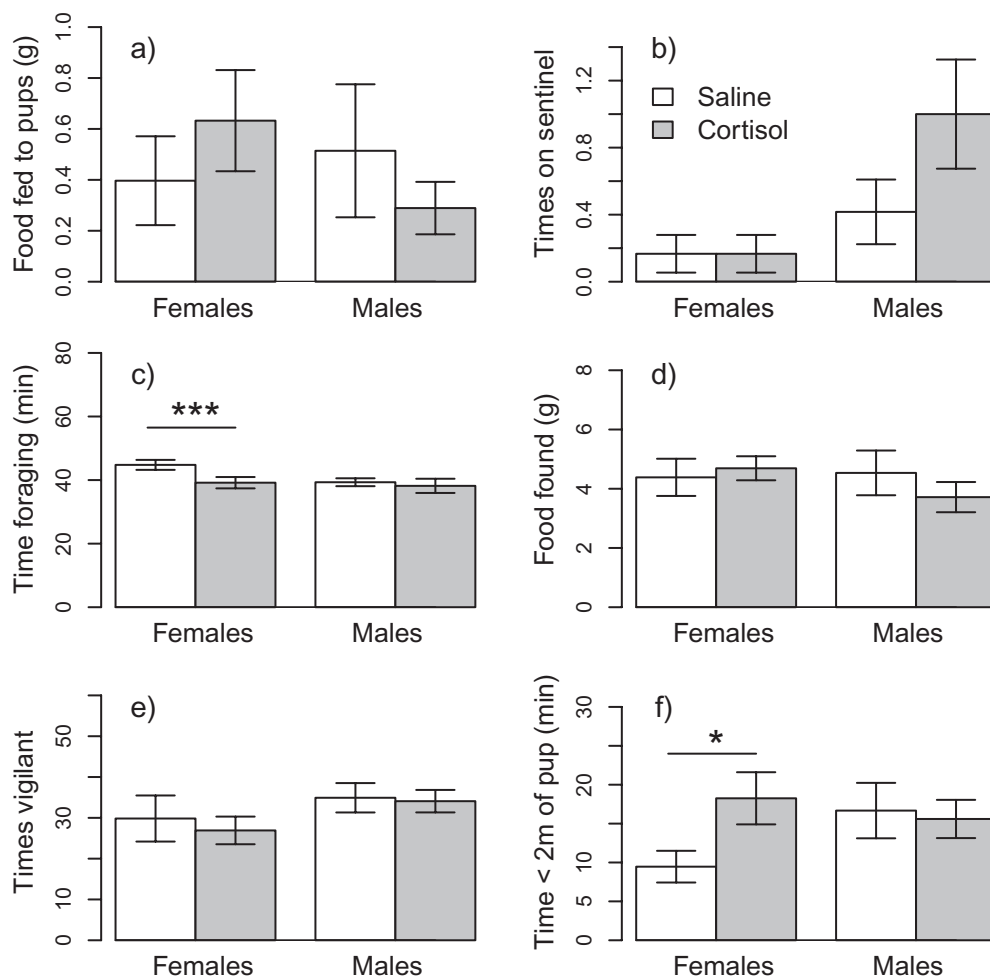 Food fed to pups (g)
0.0 0.2 0.4 0.6 0.8 1.0
a)
Females Males
Times on sentinel
0.0 0.4 0.8 1.2
b)
Saline
Cortisol
Females Males
Time foraging (min)
0 20 40 60 80
c)
***
Females Males
Food found (g)
0 2 4 6 8
d)
Females Males
Times vigilant
0 10 30 50
e)
Females Males
Time < 2m of pup (min)
0 5 10 20 30
f)
*
Females Males